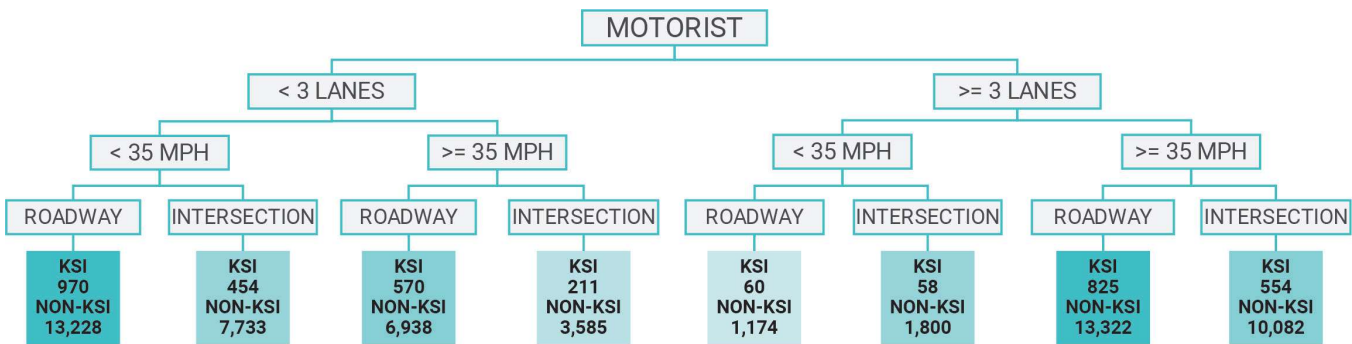 MOTORIST
< 3 LANES
>= 3 LANES
< 35 MPH
>= 35 MPH
< 35 MPH
>= 35 MPH
ROADWAY
INTERSECTION
ROADWAY
INTERSECTION
ROADWAY
INTERSECTION
ROADWAY
INTERSECTION
KSI
970
NON-KSI
13,228
KSI
454
NON-KSI
7,733
KSI
570
NON-KSI
6,938
KSI
211
NON-KSI
3,585
KSI
60
NON-KSI
1,174
KSI
58
NON-KSI
1,800
KSI
825
NON-KSI
13,322
KSI
554
NON-KSI
10,082